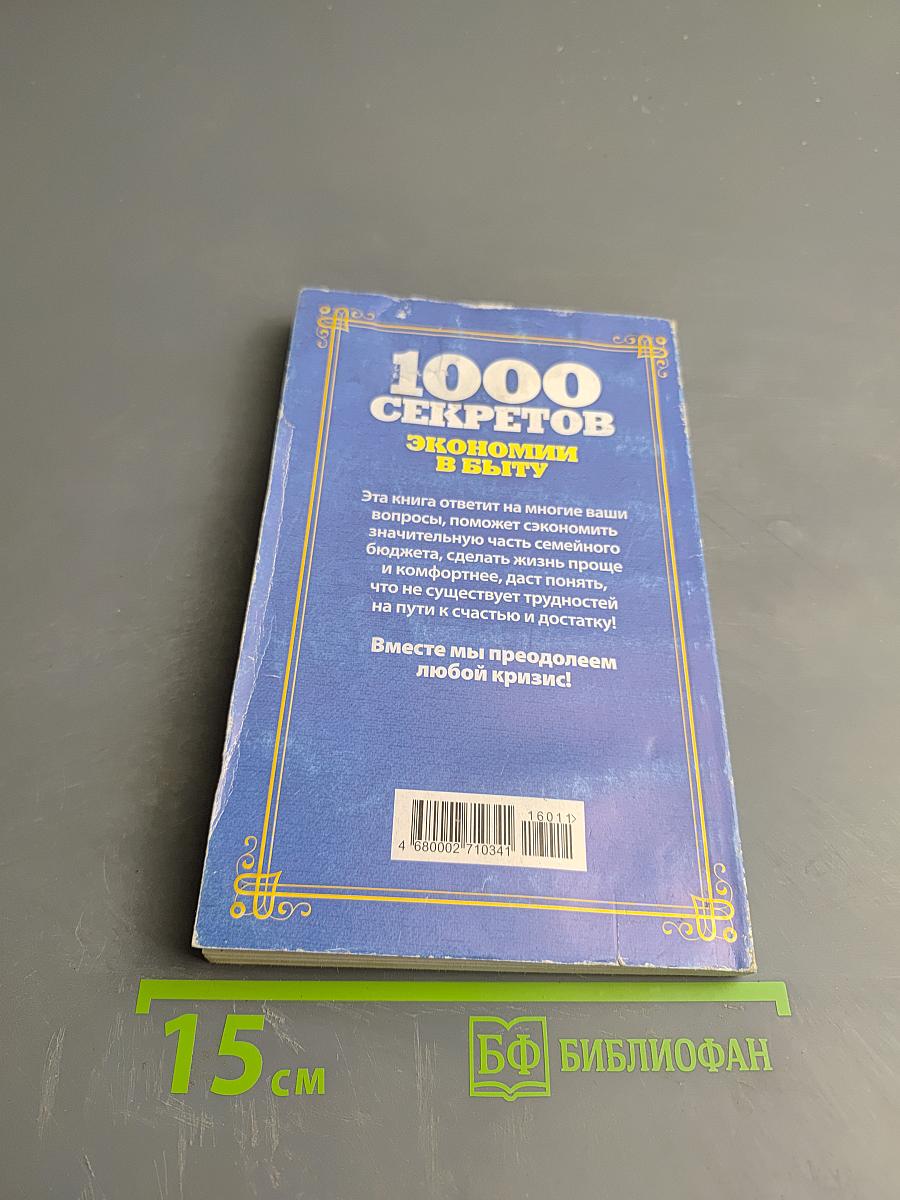 1000
СЕКРЕТОВ
ЭКОНОМИИ
В БЫТУ
Эта книга ответит на многие ваши
вопросы, поможет сэкономить
значительную часть семейного
бюджета, сделать жизнь проще
и комфортнее, даст понять,
что не существует трудностей
на пути к счастью и достатку!
Вместе мы преодолеем
любой кризис!
16011>
4 680002 710341
15 см
БФ БИБЛИОФАН